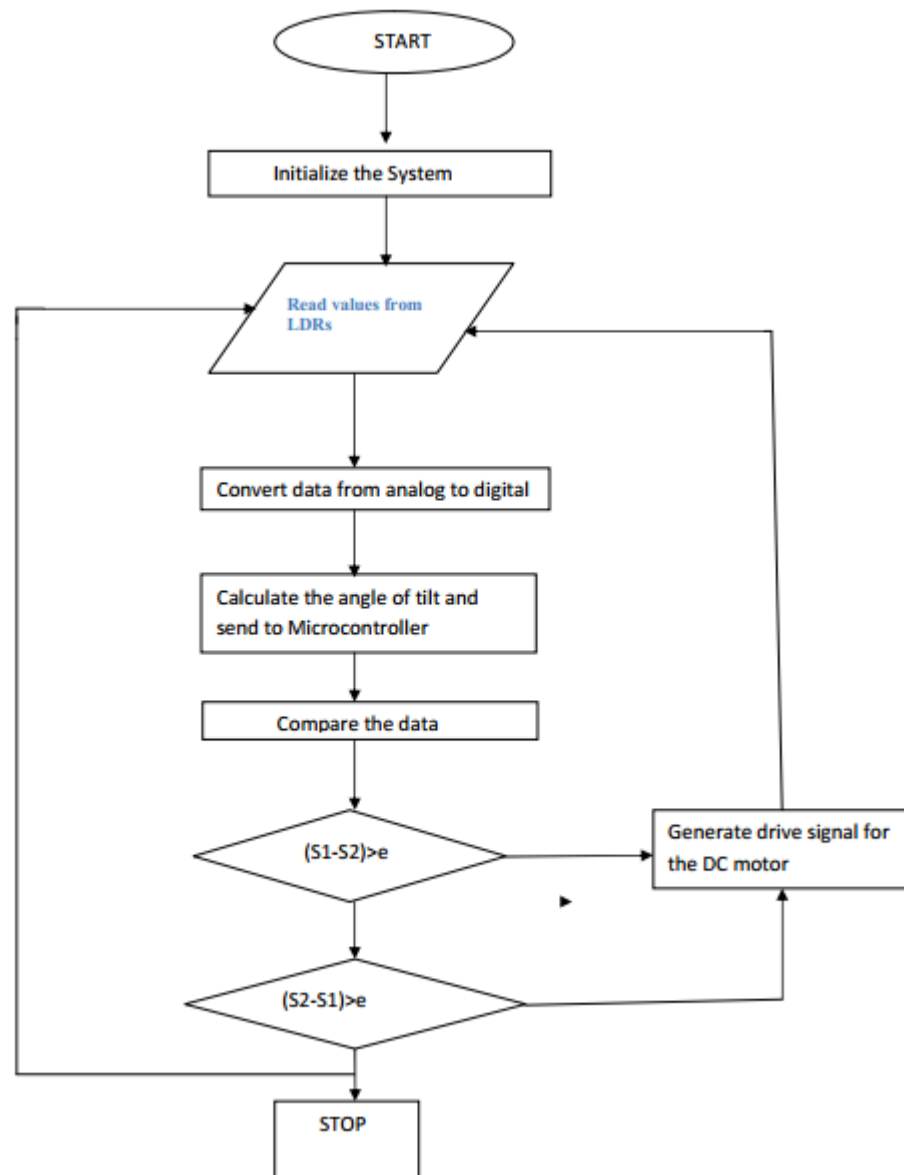 START
Initialize the System
Read values from
LDRs
Convert data from analog to digital
Calculate the angle of tilt and
send to Microcontroller
Compare the data
(S1-S2)>e
Generate drive signal for
the DC motor
(S2-S1)>e
STOP